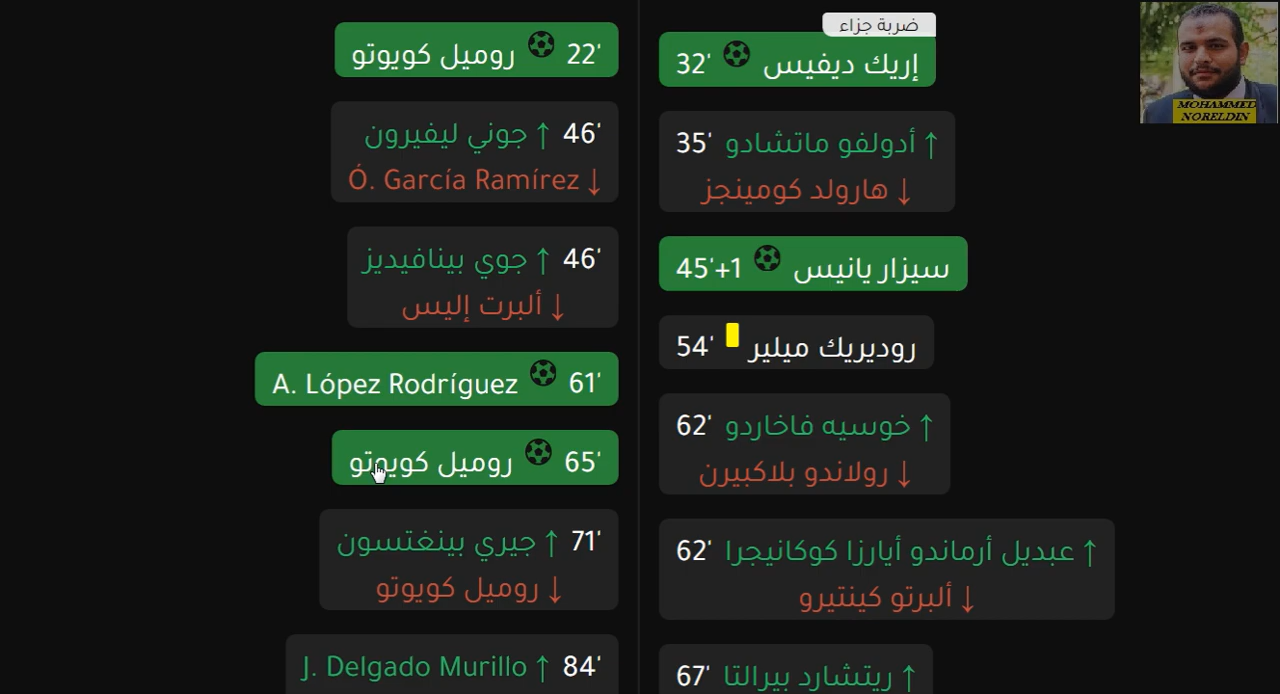 ضربة جزاء
إريك ديفيس 32'
↑ أدولفو ماتشادو 35'
↓ هارولد كومينجز
سيزار يانيس 45'+1
روديريك ميلير 54'
↑ خوسيه فاخاردو 62'
↓ رولاندو بلاكبيرن
↑ عبديل أرماندو أيارزا كوكانيجرا 62'
↓ ألبرتو كينتيرو
↑ ريتشارد بيرالتا 67'
22' روميل كويوتو
46' ↑ جوني ليفيرون
Ó. García Ramírez ↓
46' ↑ جوي بينافيديز
↓ ألبرت إليس
A. López Rodríguez 61'
65' روميل كويوتو
71' ↑ جيري بينغتسون
↓ روميل كويوتو
J. Delgado Murillo ↑ 84'
MOHAMMED
NORELDIN